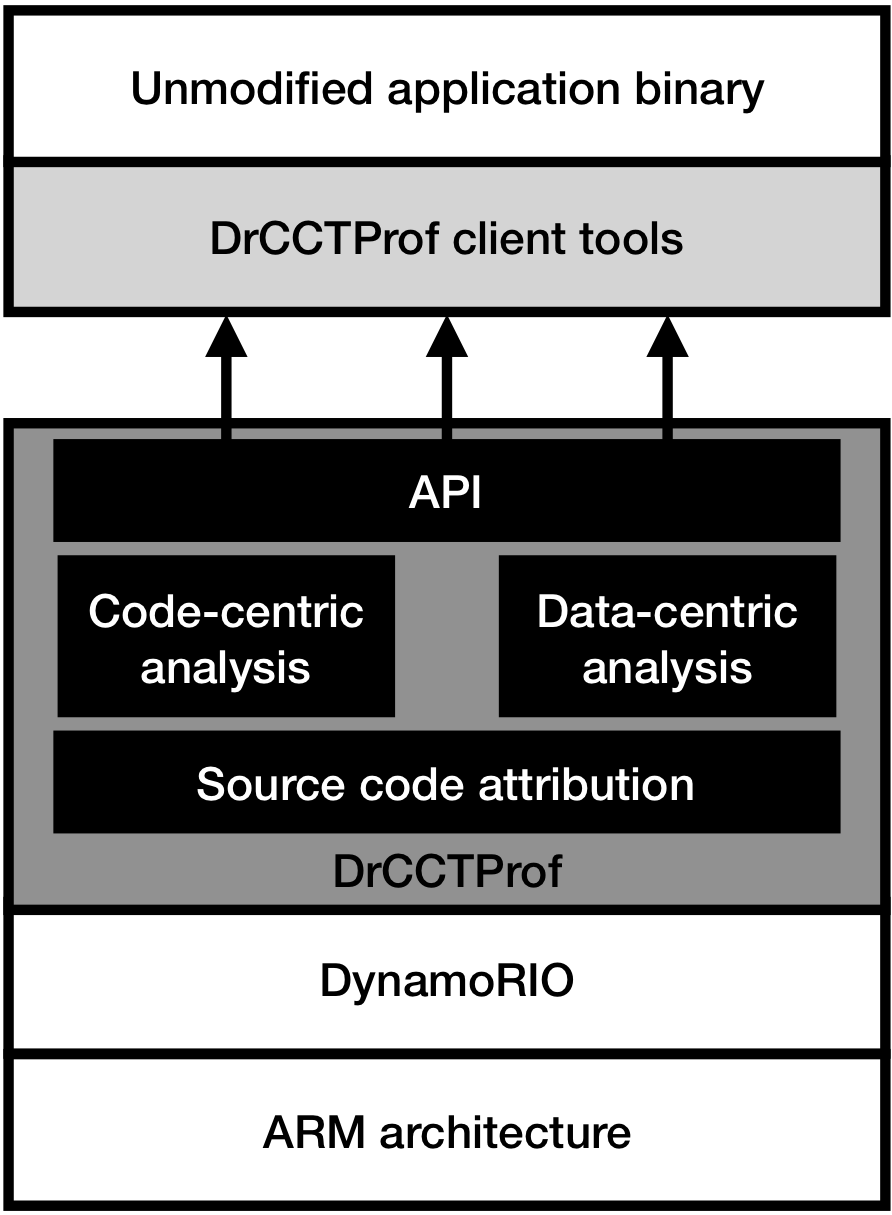 Unmodified application binary
DrCCTProf client tools
API
Code-centric
analysis
Data-centric
analysis
Source code attribution
DrCCTProf
DynamoRIO
ARM architecture